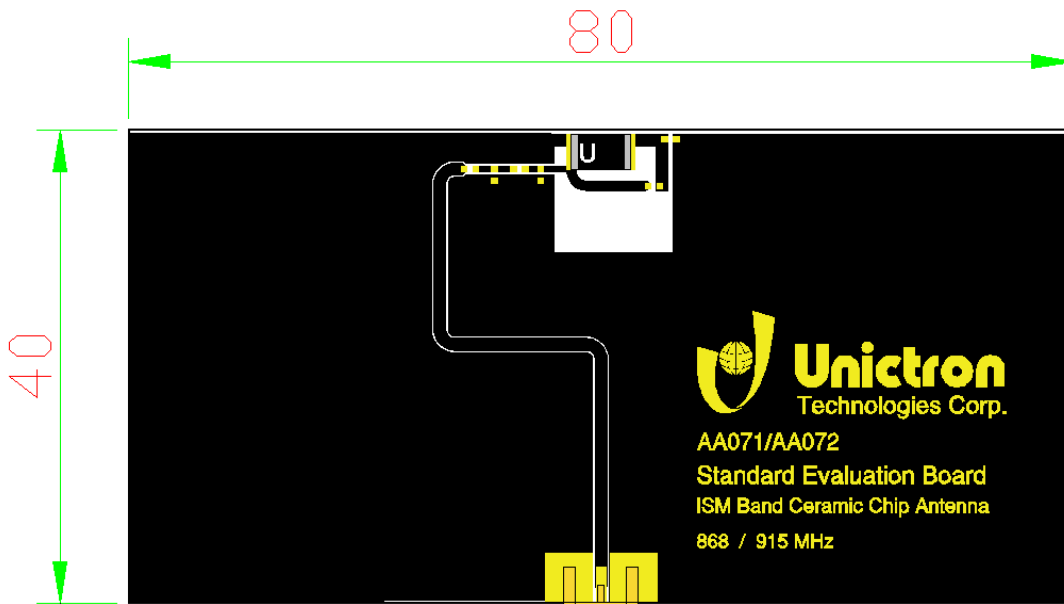 80
40
U
Unictron
Technologies Corp.
AA071/AA072
Standard Evaluation Board
ISM Band Ceramic Chip Antenna
868 / 915 MHz